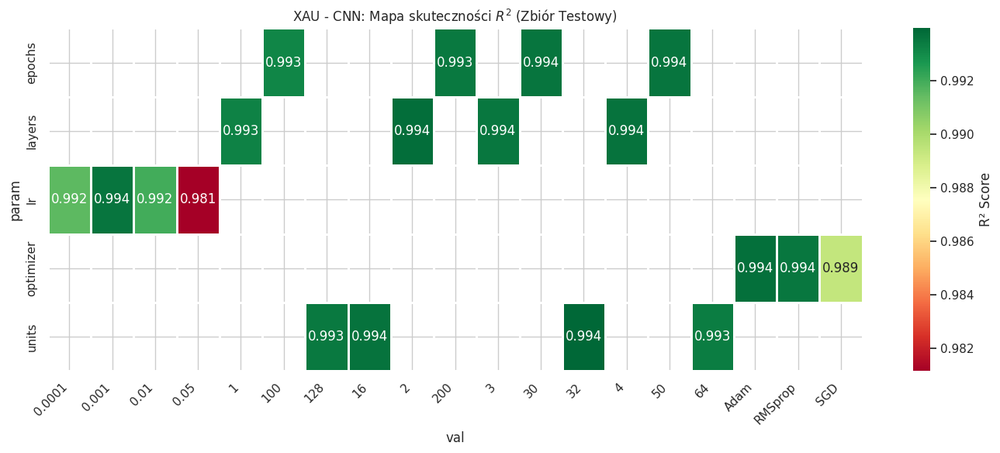 XAU - CNN: Mapa skuteczności R² (Zbiór Testowy)
param
epochs
0.993 0.993 0.994 0.994
layers
0.993 0.994 0.994 0.994
lr
0.992 0.994 0.992 0.981
optimizer
0.994 0.994 0.989
units
0.993 0.994 0.994 0.993
0.0001 0.001 0.01 0.05 1 100 128 16 2 200 3 30 32 4 50 64 Adam RMSprop SGD
val
0.992
0.990
0.988
0.986
0.984
0.982
R² Score